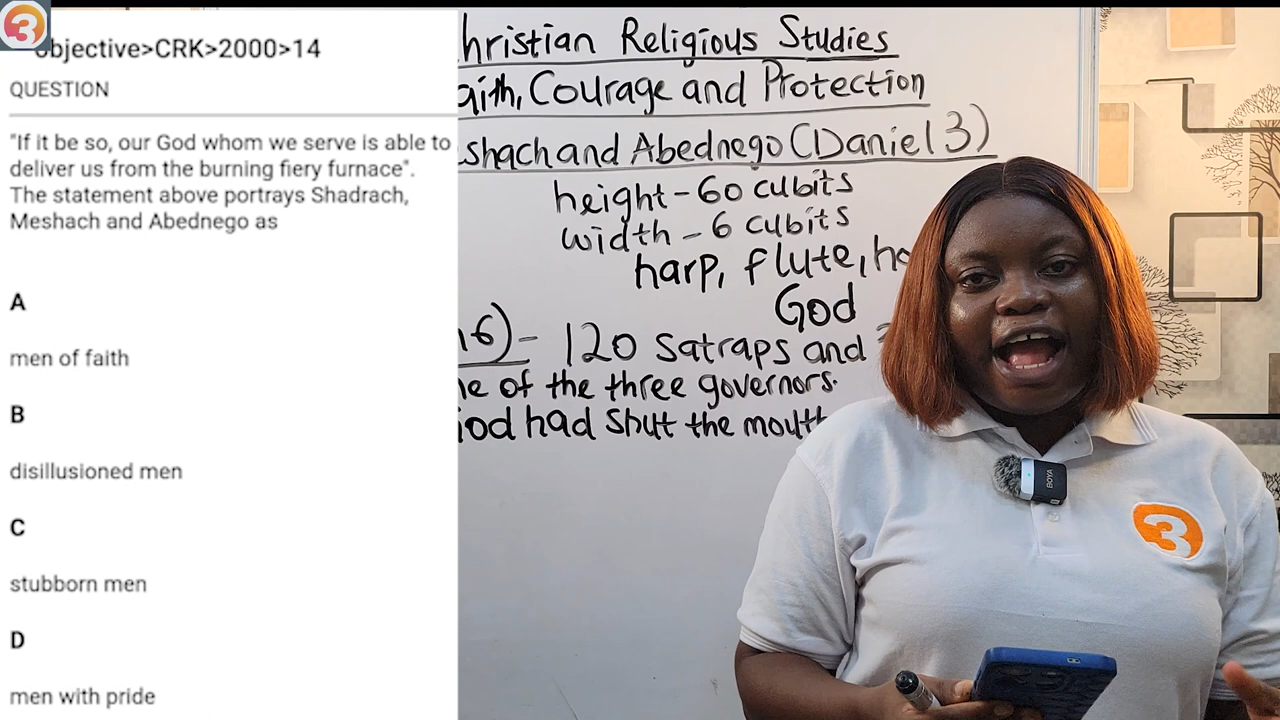 3
objective>CRK>2000>14
QUESTION
"If it be so, our God whom we serve is able to
deliver us from the burning fiery furnace".
The statement above portrays Shadrach,
Meshach and Abednego as
A
men of faith
B
disillusioned men
C
stubborn men
D
men with pride
hristian Religious Studies
aith, Courage and Protection
shach and Abednego (Daniel 3)
height - 60 cubits
width - 6 cubits
harp, flute, ho
God
6) - 120 satraps and
e of the three governors.
od had shut the mouth
BOYA
3